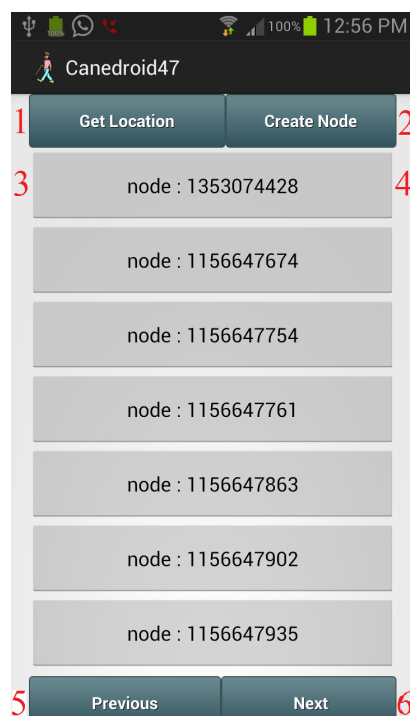 100% 100% 12:56 PM
Canedroid47
1 Get Location Create Node 2
3 node : 1353074428 4
node : 1156647674
node : 1156647754
node : 1156647761
node : 1156647863
node : 1156647902
node : 1156647935
5 Previous Next 6